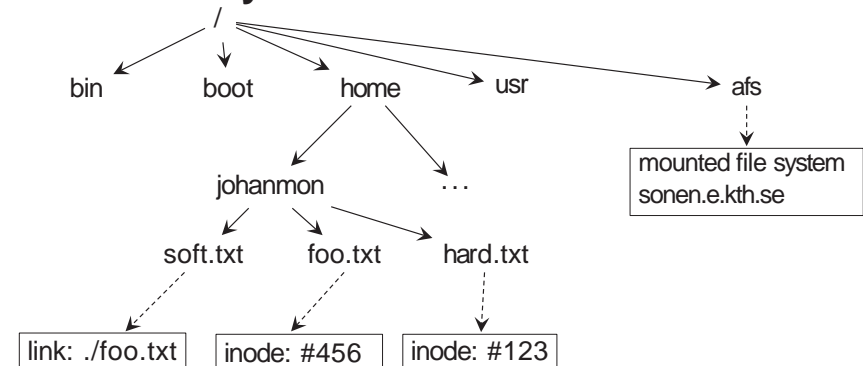 /
bin boot home usr afs
mounted file system
sonen.e.kth.se
johanmon ...
soft.txt foo.txt hard.txt
link: ./foo.txt inode: #456 inode: #123